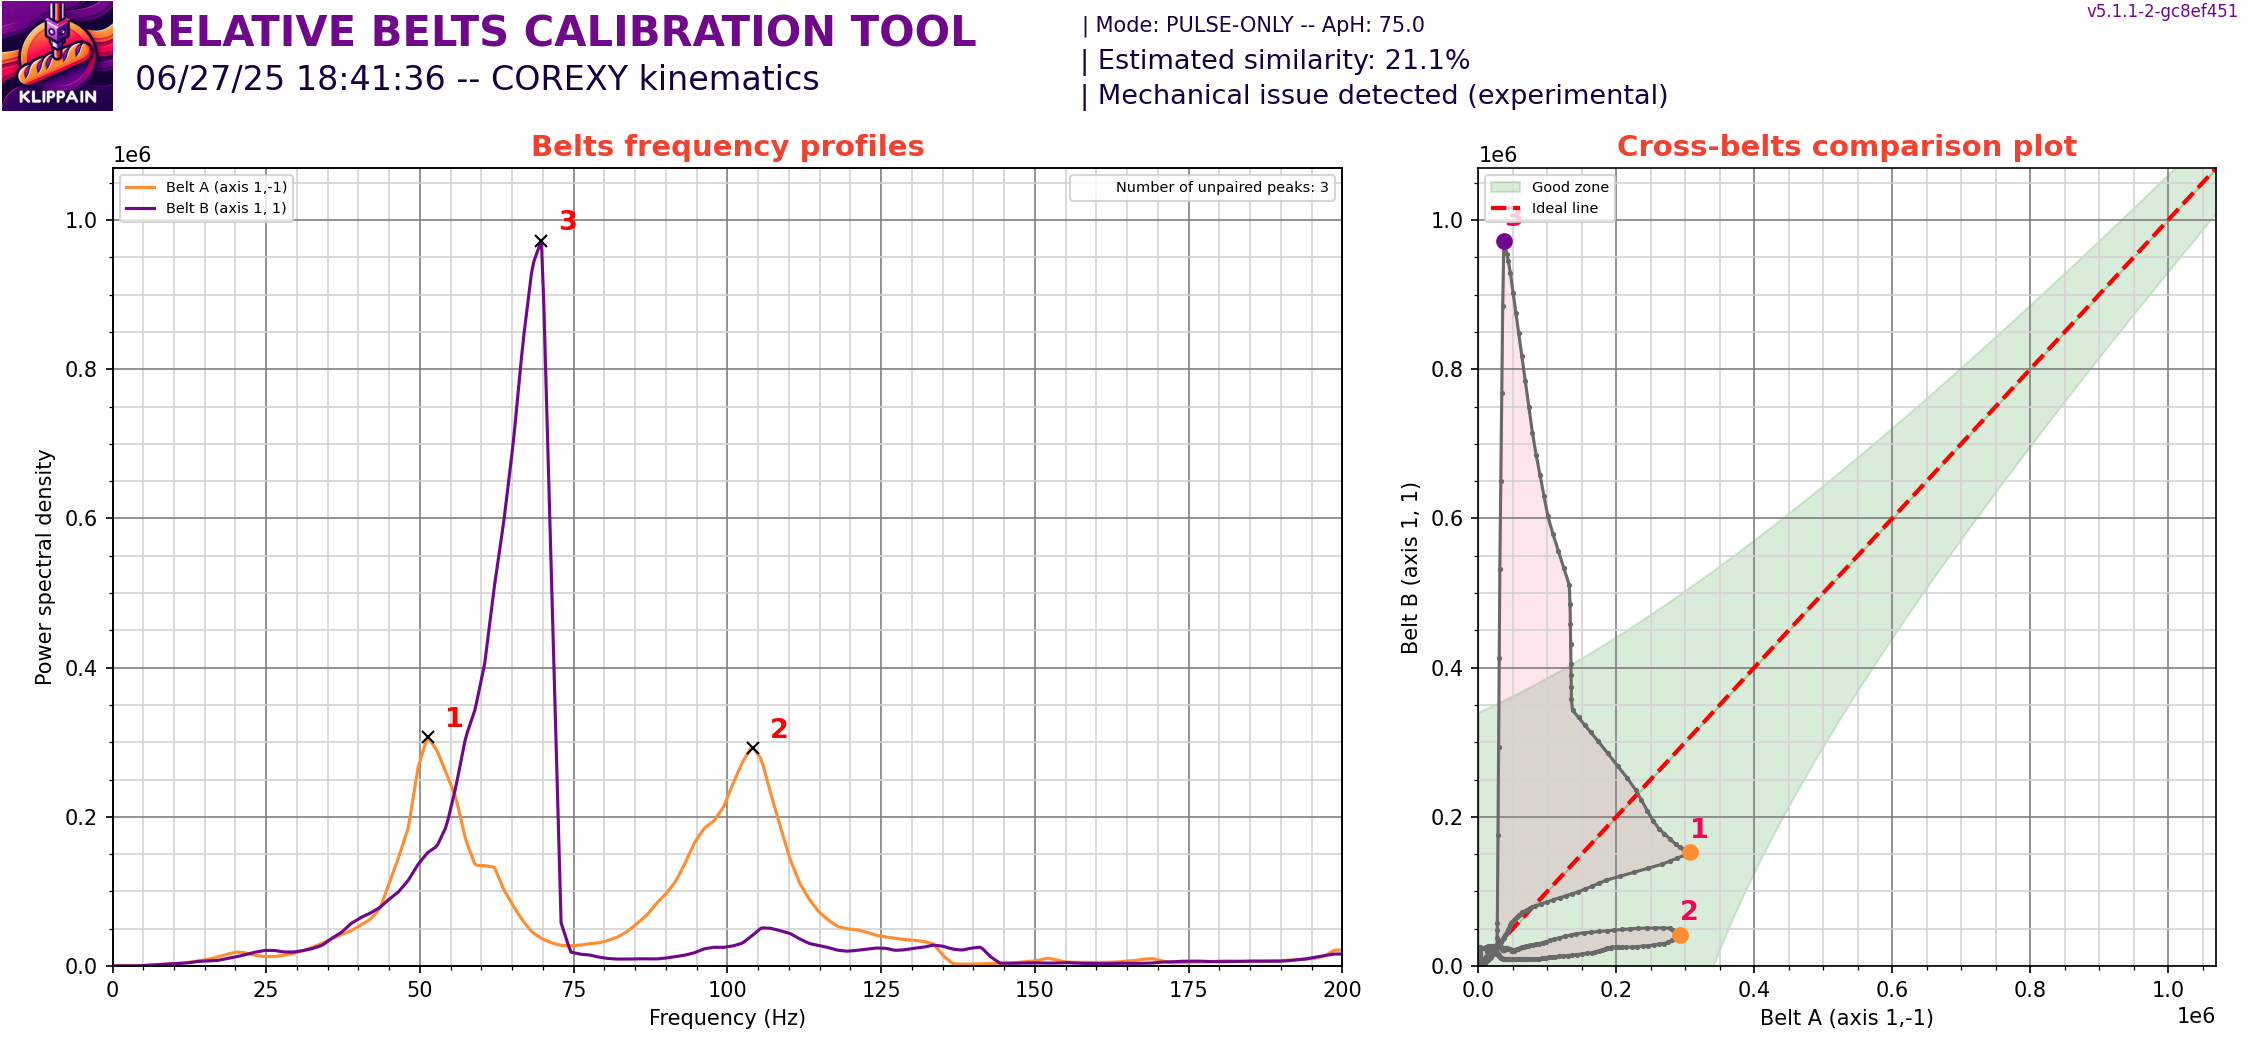 KLIPPAIN
RELATIVE BELTS CALIBRATION TOOL
06/27/25 18:41:36 -- COREXY kinematics
| Mode: PULSE-ONLY -- ApH: 75.0
| Estimated similarity: 21.1%
| Mechanical issue detected (experimental)
v5.1.1-2-gc8ef451
Belts frequency profiles
1e6
Belt A (axis 1,-1)
Belt B (axis 1, 1)
Number of unpaired peaks: 3
3
1
2
Power spectral density
1.0
0.8
0.6
0.4
0.2
0.0
0 25 50 75 100 125 150 175 200
Frequency (Hz)
Cross-belts comparison plot
1e6
Good zone
Ideal line
3
1
2
Belt B (axis 1, 1)
1.0
0.8
0.6
0.4
0.2
0.0
0.0 0.2 0.4 0.6 0.8 1.0
Belt A (axis 1,-1)
1e6